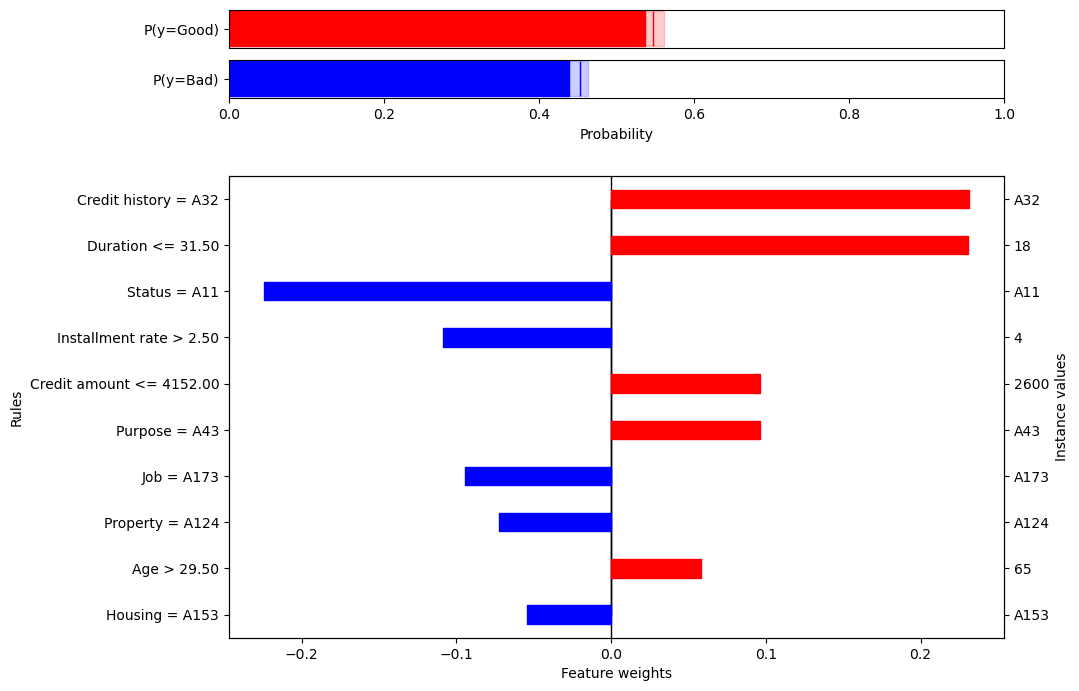 P(y=Good)
P(y=Bad)
0.0 0.2 0.4 0.6 0.8 1.0
Probability
Rules
Credit history = A32 A32
Duration <= 31.50 18
Status = A11 A11
Installment rate > 2.50 4
Credit amount <= 4152.00 2600
Purpose = A43 A43
Job = A173 A173
Property = A124 A124
Age > 29.50 65
Housing = A153 A153
Instance values
−0.2 −0.1 0.0 0.1 0.2
Feature weights